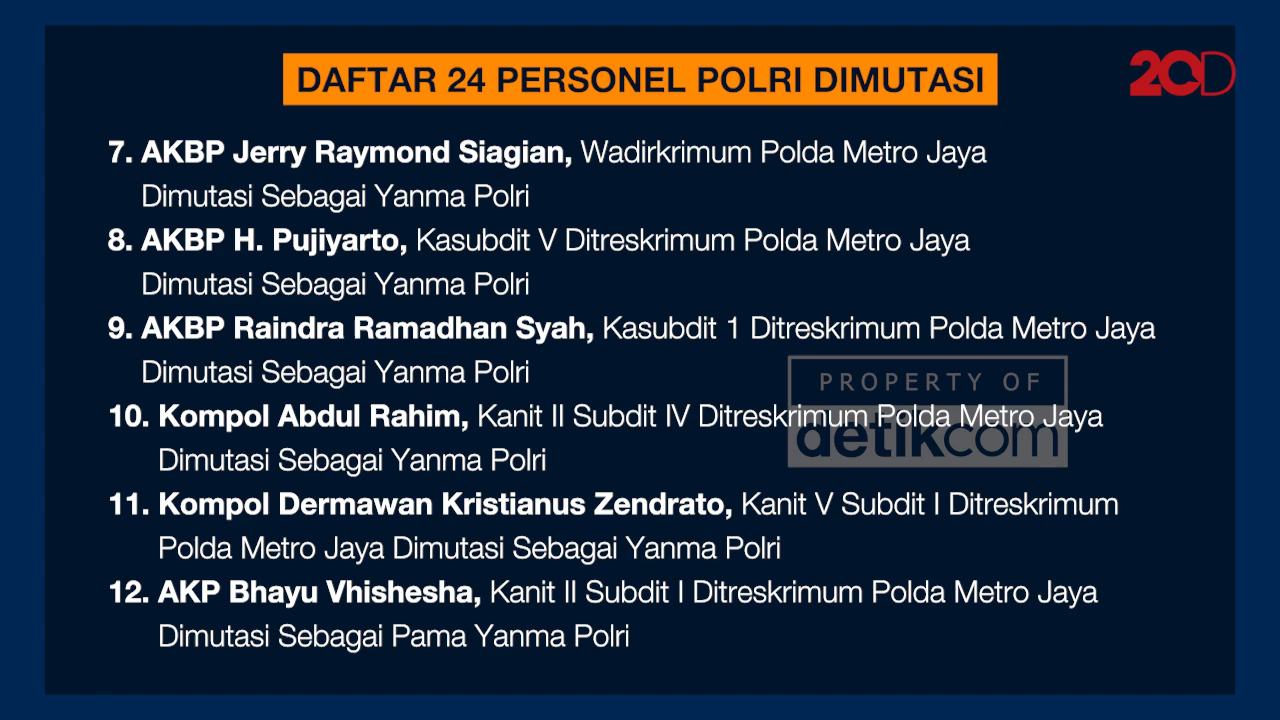 DAFTAR 24 PERSONEL POLRI DIMUTASI
20D
7. AKBP Jerry Raymond Siagian, Wadirkrimum Polda Metro Jaya
Dimutasi Sebagai Yanma Polri
8. AKBP H. Pujiyarto, Kasubdit V Ditreskrimum Polda Metro Jaya
Dimutasi Sebagai Yanma Polri
9. AKBP Raindra Ramadhan Syah, Kasubdit 1 Ditreskrimum Polda Metro Jaya
Dimutasi Sebagai Yanma Polri
PROPERTY OF
10. Kompol Abdul Rahim, Kanit II Subdit IV Ditreskrimum Polda Metro Jaya
detikcom
Dimutasi Sebagai Yanma Polri
11. Kompol Dermawan Kristianus Zendrato, Kanit V Subdit I Ditreskrimum
Polda Metro Jaya Dimutasi Sebagai Yanma Polri
12. AKP Bhayu Vhishesha, Kanit II Subdit I Ditreskrimum Polda Metro Jaya
Dimutasi Sebagai Pama Yanma Polri